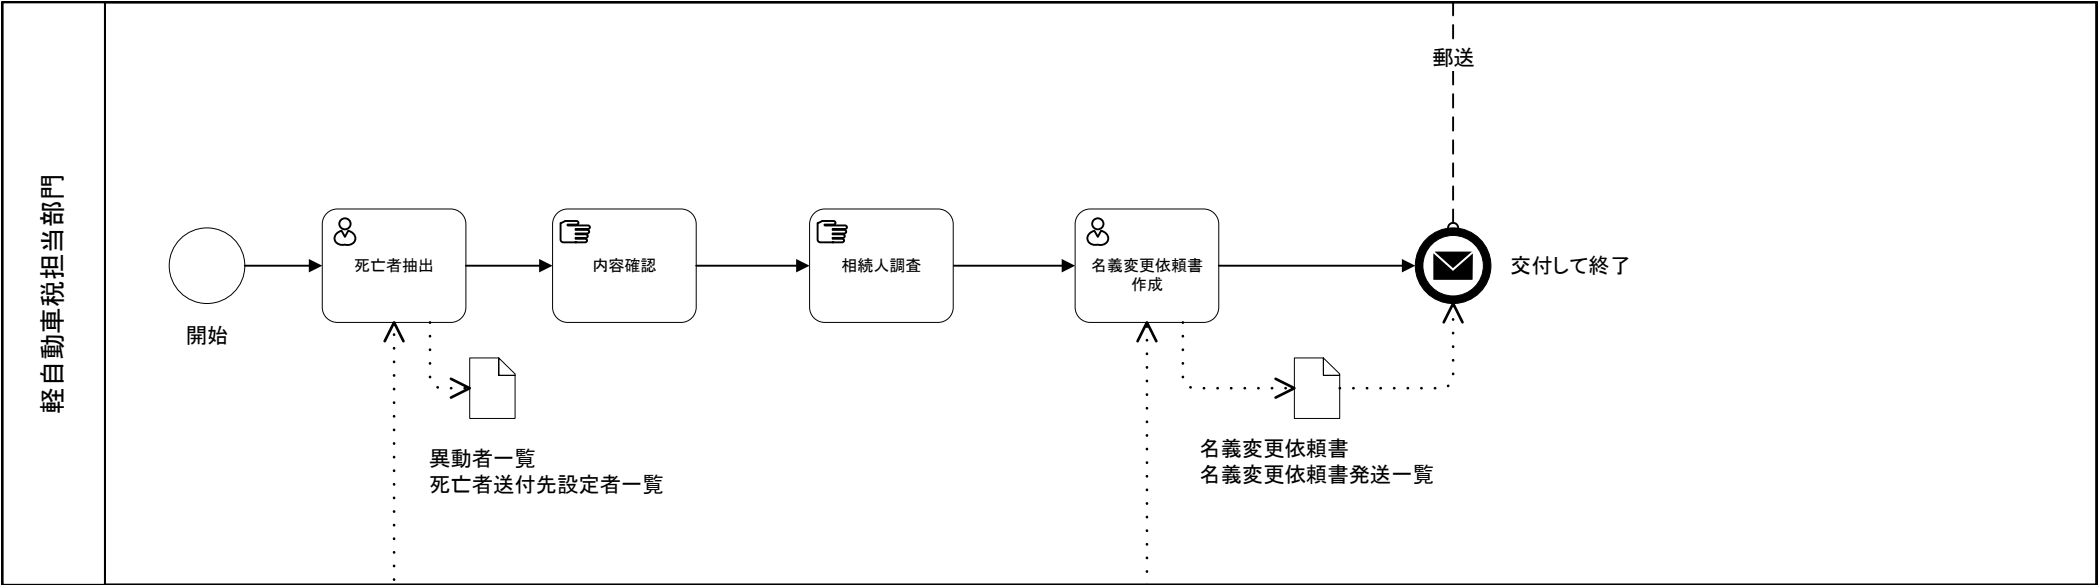 郵送
軽自動車税担当部門
開始
死亡者抽出
内容確認
相続人調査
名義変更依頼書
作成
交付して終了
異動者一覧
死亡者送付先設定者一覧
名義変更依頼書
名義変更依頼書発送一覧